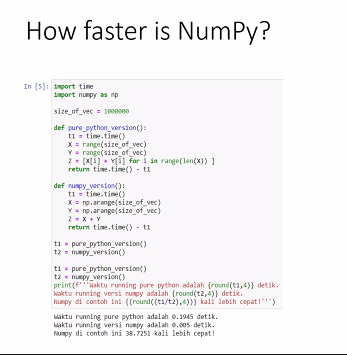 How faster is NumPy?
In [5]: import time
import numpy as np
size_of_vec = 1000000
def pure_python_version():
t1 = time.time()
X = range(size_of_vec)
Y = range(size_of_vec)
Z = [X[i] + Y[i] for i in range(len(X)) ]
return time.time() - t1
def numpy_version():
t1 = time.time()
X = np.arange(size_of_vec)
Y = np.arange(size_of_vec)
Z = X + Y
return time.time() - t1
t1 = pure_python_version()
t2 = numpy_version()
t1 = pure_python_version()
t2 = numpy_version()
print(f'''Waktu running pure python adalah {round(t1,4)} detik.
Waktu running versi numpy adalah {round(t2,4)} detik.
Numpy di contoh ini {(round((t1/t2),4))} kali lebih cepat!''')
Waktu running pure python adalah 0.1945 detik.
Waktu running versi numpy adalah 0.005 detik.
Numpy di contoh ini 38.7251 kali lebih cepat!